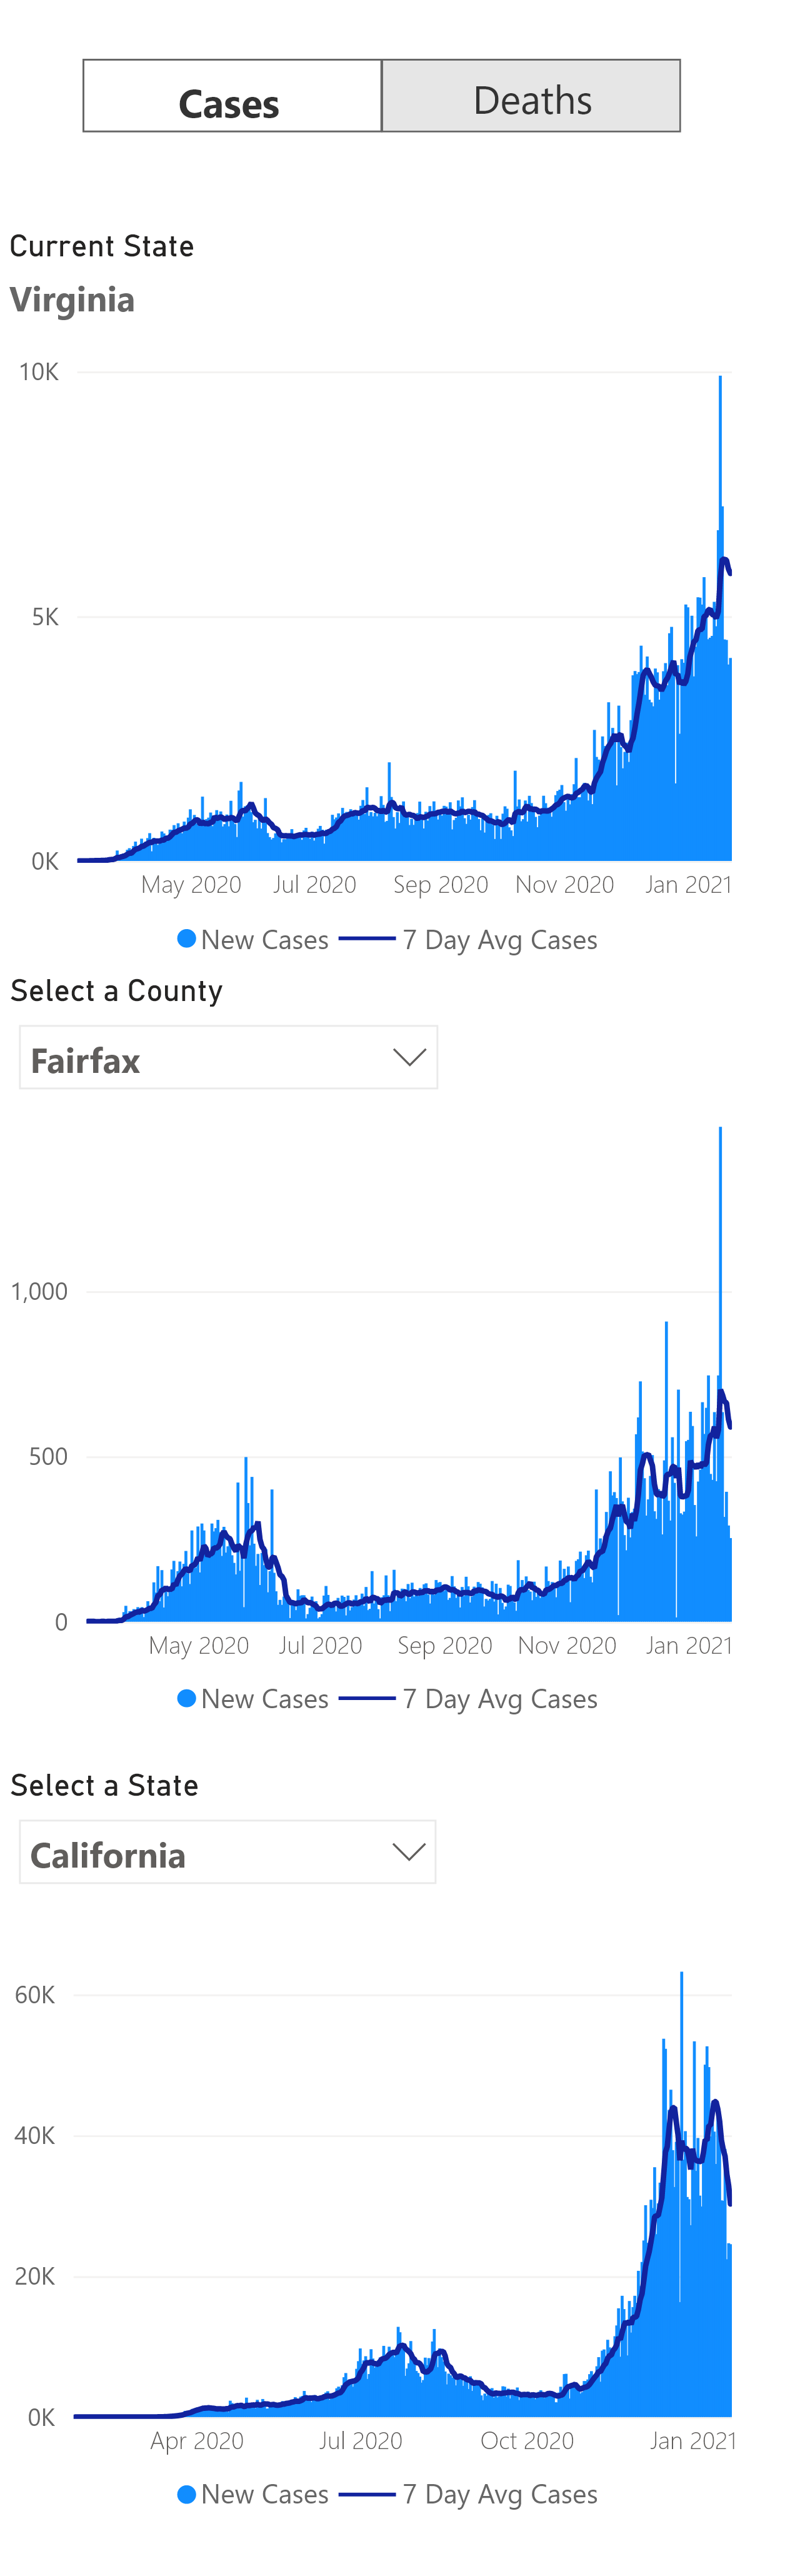 Cases Deaths
Current State
Virginia
10K
5K
0K
May 2020 Jul 2020 Sep 2020 Nov 2020 Jan 2021
New Cases 7 Day Avg Cases
Select a County
Fairfax
1,000
500
0
May 2020 Jul 2020 Sep 2020 Nov 2020 Jan 2021
New Cases 7 Day Avg Cases
Select a State
California
60K
40K
20K
0K
Apr 2020 Jul 2020 Oct 2020 Jan 2021
New Cases 7 Day Avg Cases